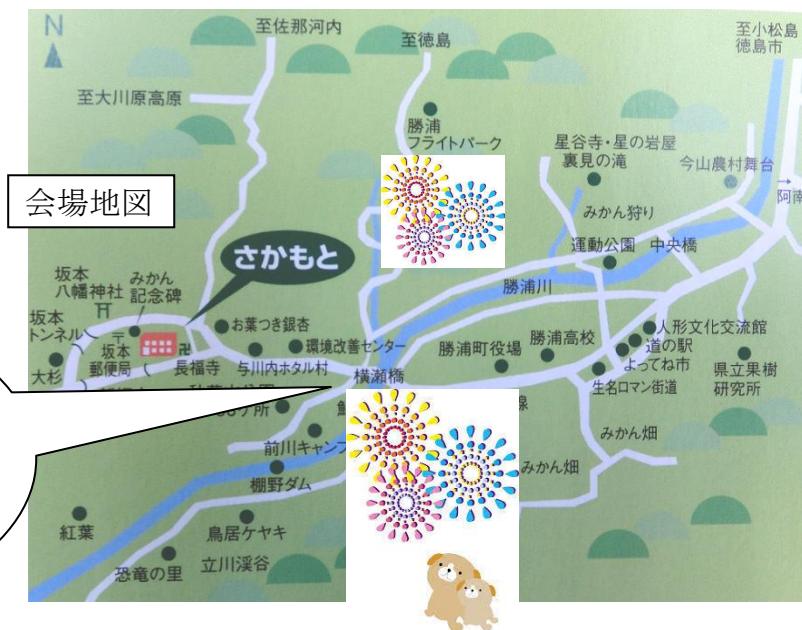 N
至佐那河内
至徳島
至小松島
徳島市
至大川原高原
勝浦
フライトパーク
星谷寺・星の岩屋
裏見の滝
今山農村舞台
→
阿南
会場地図
みかん狩り
さかもと
運動公園
中央橋
坂本
八幡神社
みかん
記念碑
勝浦川
坂本
トンネル
お葉つき銀杏
人形文化交流館
環境改善センター
勝浦町役場
勝浦高校
道の駅
よってね市
坂本
郵便局
長福寺
与川内ホタル村
横瀬橋
県立果樹
研究所
大杉
生名ロマン街道
ヶ所
線
みかん畑
前川キャンプ
みかん畑
棚野ダム
紅葉
鳥居ケヤキ
恐竜の里
立川渓谷